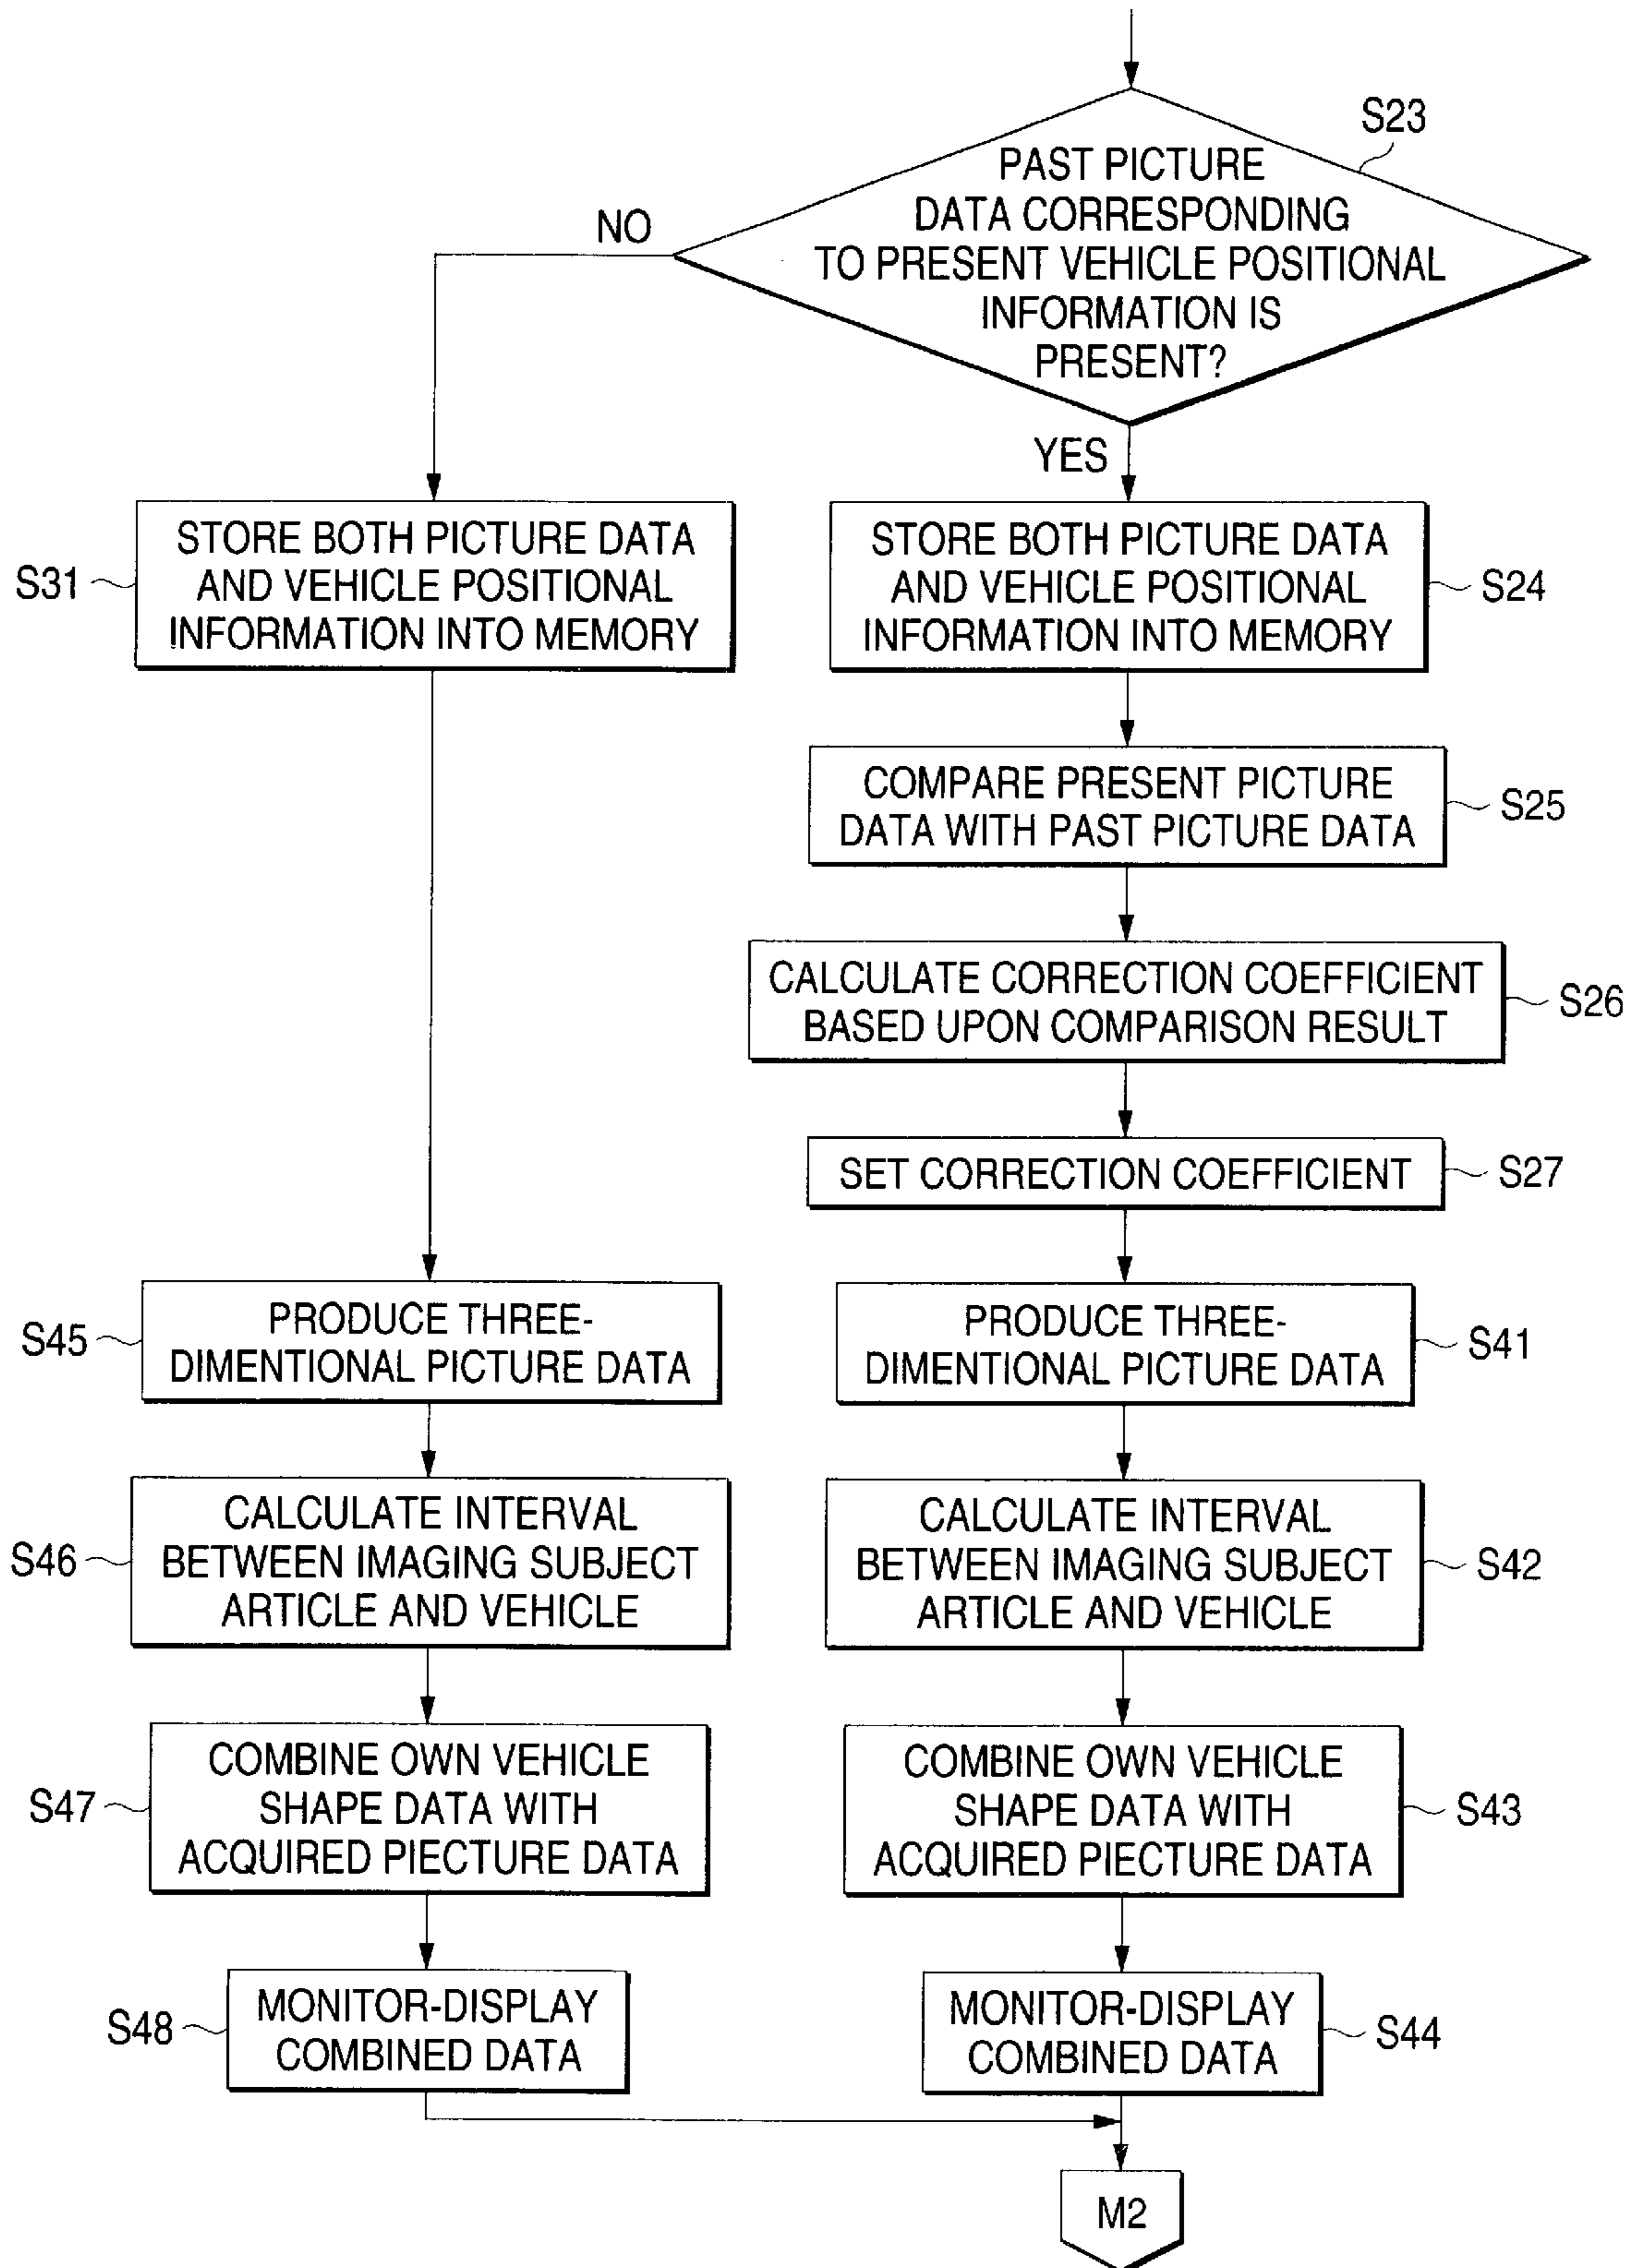 S23
PAST PICTURE
DATA CORRESPONDING
TO PRESENT VEHICLE POSITIONAL
INFORMATION IS
PRESENT?
NO
YES
S31
STORE BOTH PICTURE DATA
AND VEHICLE POSITIONAL
INFORMATION INTO MEMORY
STORE BOTH PICTURE DATA
AND VEHICLE POSITIONAL
INFORMATION INTO MEMORY
S24
COMPARE PRESENT PICTURE
DATA WITH PAST PICTURE DATA
S25
CALCULATE CORRECTION COEFFICIENT
BASED UPON COMPARISON RESULT
S26
SET CORRECTION COEFFICIENT
S27
S45
PRODUCE THREE-
DIMENTIONAL PICTURE DATA
PRODUCE THREE-
DIMENTIONAL PICTURE DATA
S41
S46
CALCULATE INTERVAL
BETWEEN IMAGING SUBJECT
ARTICLE AND VEHICLE
CALCULATE INTERVAL
BETWEEN IMAGING SUBJECT
ARTICLE AND VEHICLE
S42
S47
COMBINE OWN VEHICLE
SHAPE DATA WITH
ACQUIRED PIECTURE DATA
COMBINE OWN VEHICLE
SHAPE DATA WITH
ACQUIRED PIECTURE DATA
S43
S48
MONITOR-DISPLAY
COMBINED DATA
MONITOR-DISPLAY
COMBINED DATA
S44
M2